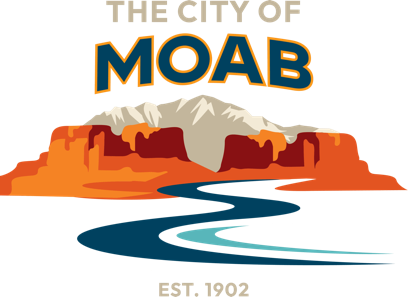 THE CITY OF
MOAB
EST. 1902